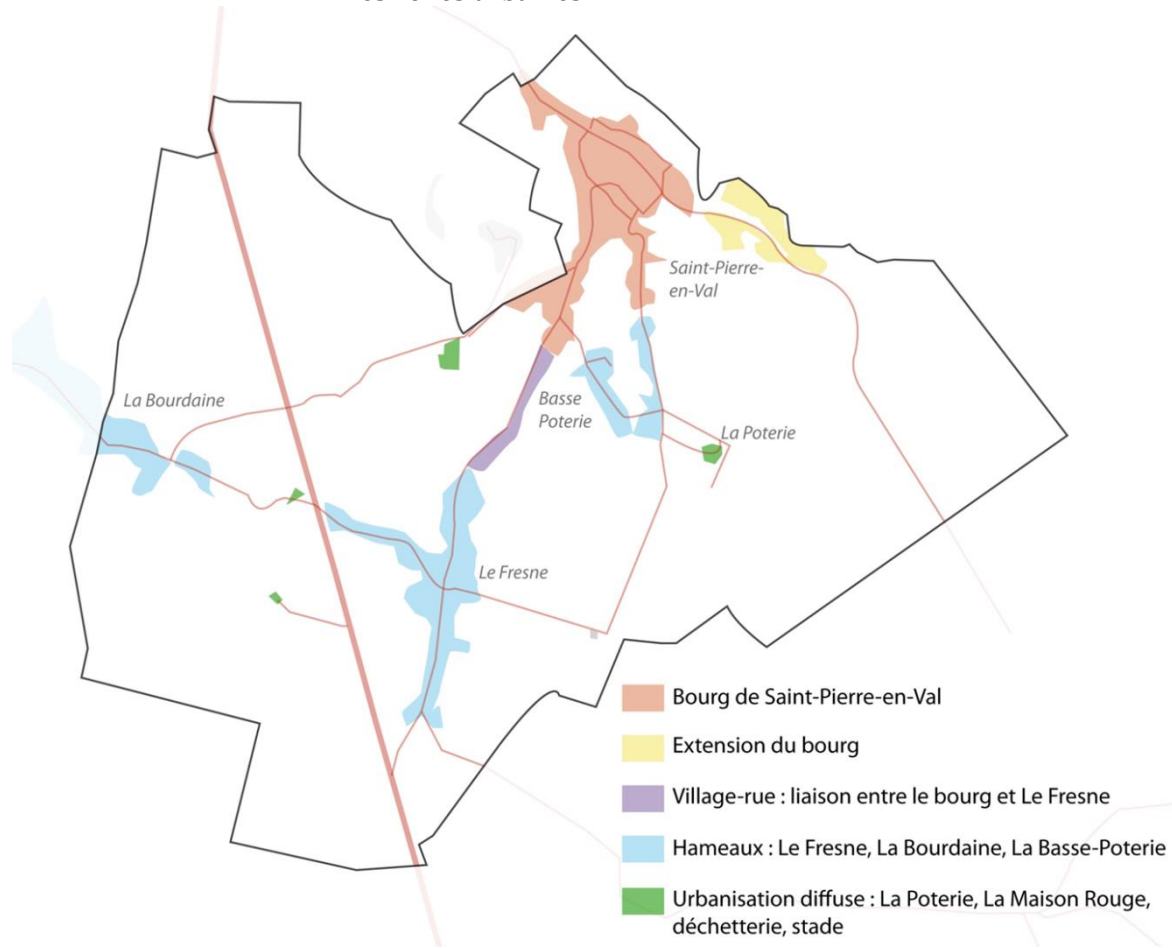 Saint-Pierre-
en-Val
La Bourdaine
Basse
Poterie
La Poterie
Le Fresne
Bourg de Saint-Pierre-en-Val
Extension du bourg
Village-rue : liaison entre le bourg et Le Fresne
Hameaux : Le Fresne, La Bourdaine, La Basse-Poterie
Urbanisation diffuse : La Poterie, La Maison Rouge,
déchetterie, stade